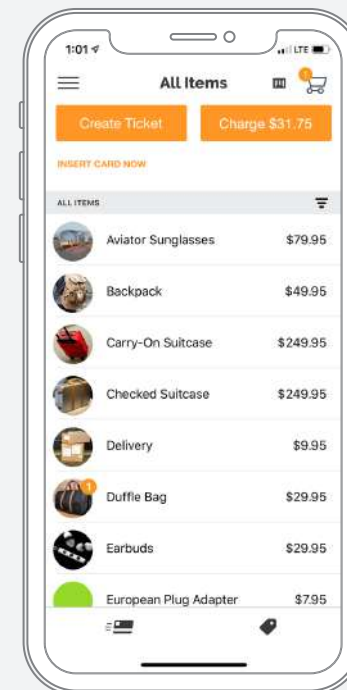 1:01 LTE
All Items 1
Create Ticket Charge $31.75
INSERT CARD NOW
ALL ITEMS
Aviator Sunglasses $79.95
Backpack $49.95
Carry-On Suitcase $249.95
Checked Suitcase $249.95
Delivery $9.95
1
Duffle Bag $29.95
Earbuds $29.95
European Plug Adapter $7.95